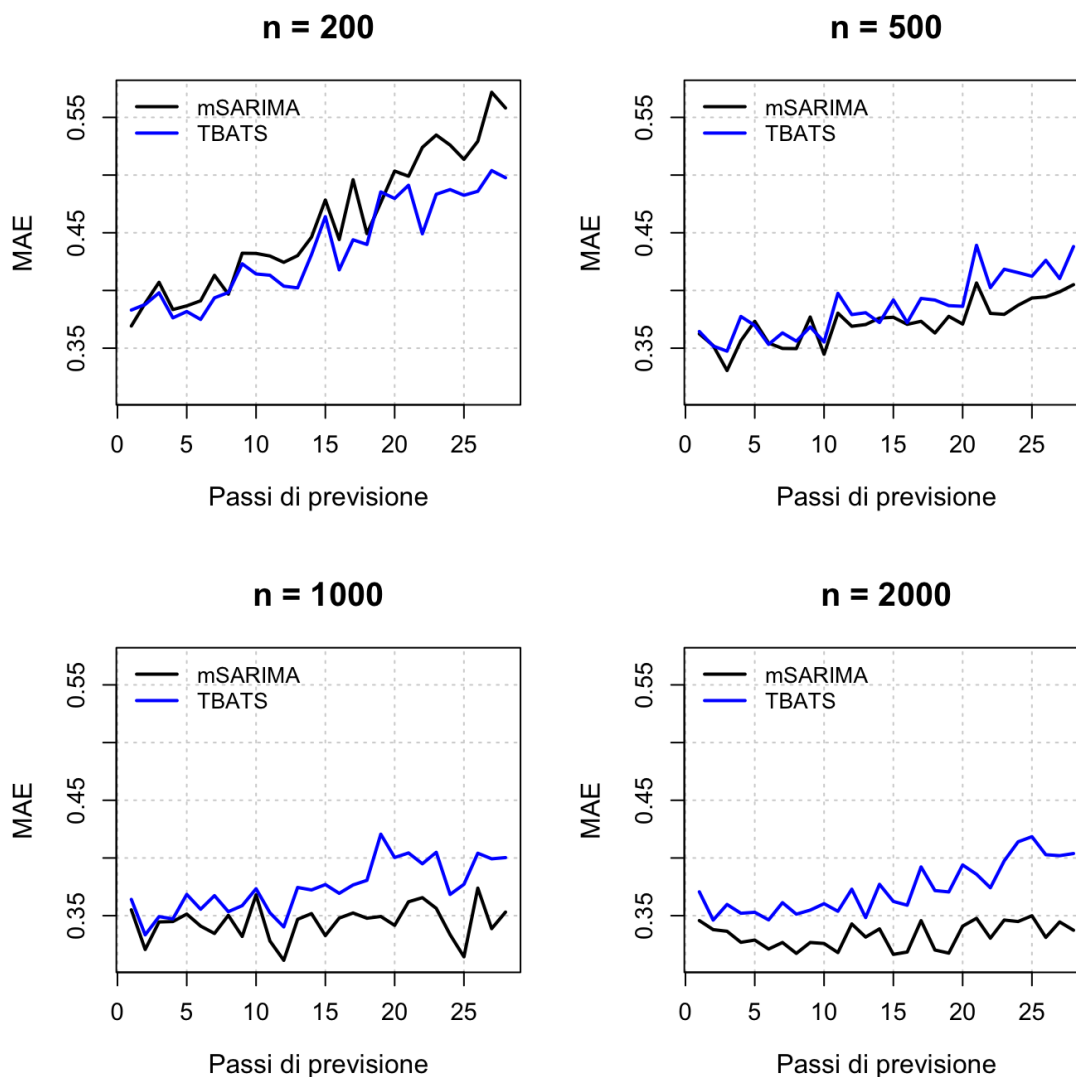 n = 200
mSARIMA
TBATS
MAE
0.35
0.45
0.55
0 5 10 15 20 25
Passi di previsione
n = 500
mSARIMA
TBATS
MAE
0.35
0.45
0.55
0 5 10 15 20 25
Passi di previsione
n = 1000
mSARIMA
TBATS
MAE
0.35
0.45
0.55
0 5 10 15 20 25
Passi di previsione
n = 2000
mSARIMA
TBATS
MAE
0.35
0.45
0.55
0 5 10 15 20 25
Passi di previsione